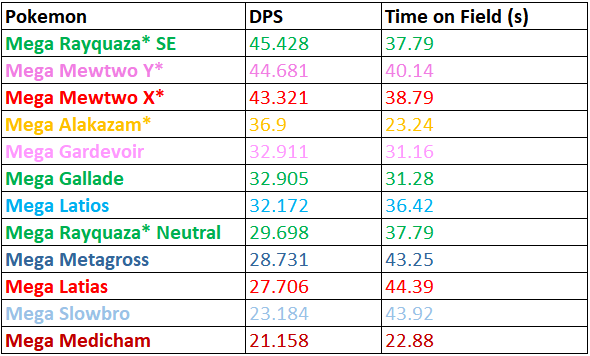 Pokemon DPS Time on Field (s)
Mega Rayquaza* SE 45.428 37.79
Mega Mewtwo Y* 44.681 40.14
Mega Mewtwo X* 43.321 38.79
Mega Alakazam* 36.9 23.24
Mega Gardevoir 32.911 31.16
Mega Gallade 32.905 31.28
Mega Latios 32.172 36.42
Mega Rayquaza* Neutral 29.698 37.79
Mega Metagross 28.731 43.25
Mega Latias 27.706 44.39
Mega Slowbro 23.184 43.92
Mega Medicham 21.158 22.88